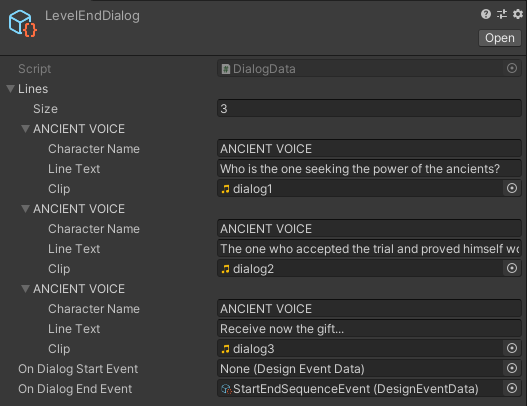 LevelEndDialog
Open
Script DialogData
Lines
Size 3
ANCIENT VOICE
Character Name ANCIENT VOICE
Line Text Who is the one seeking the power of the ancients?
Clip dialog1
ANCIENT VOICE
Character Name ANCIENT VOICE
Line Text The one who accepted the trial and proved himself wo
Clip dialog2
ANCIENT VOICE
Character Name ANCIENT VOICE
Line Text Receive now the gift...
Clip dialog3
On Dialog Start Event None (Design Event Data)
On Dialog End Event StartEndSequenceEvent (DesignEventData)